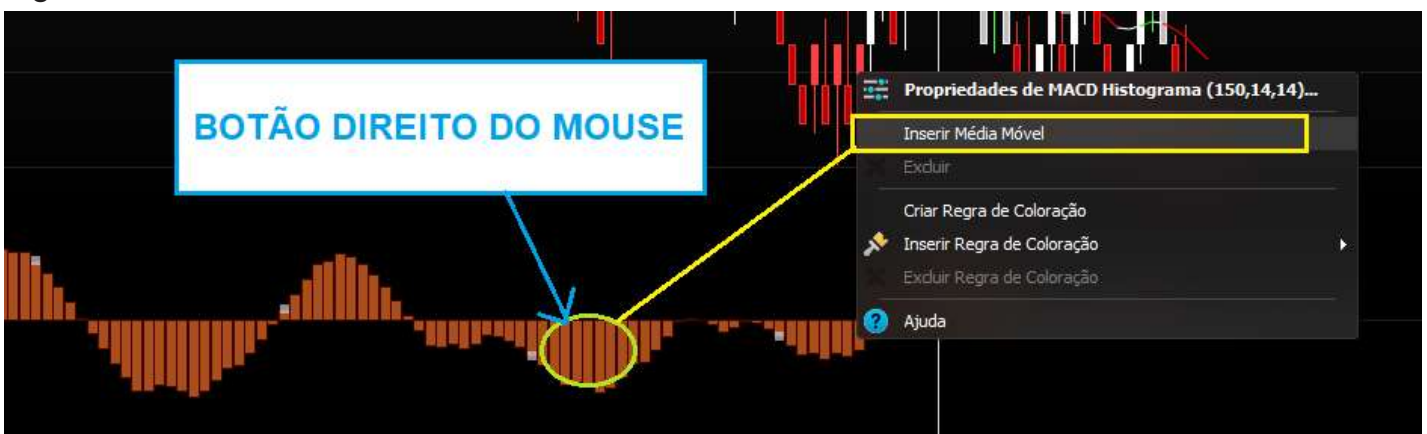 BOTÃO DIREITO DO MOUSE
Propriedades de MACD Histograma (150,14,14)...
Inserir Média Móvel
Excluir
Criar Regra de Coloração
Inserir Regra de Coloração
Excluir Regra de Coloração
? Ajuda